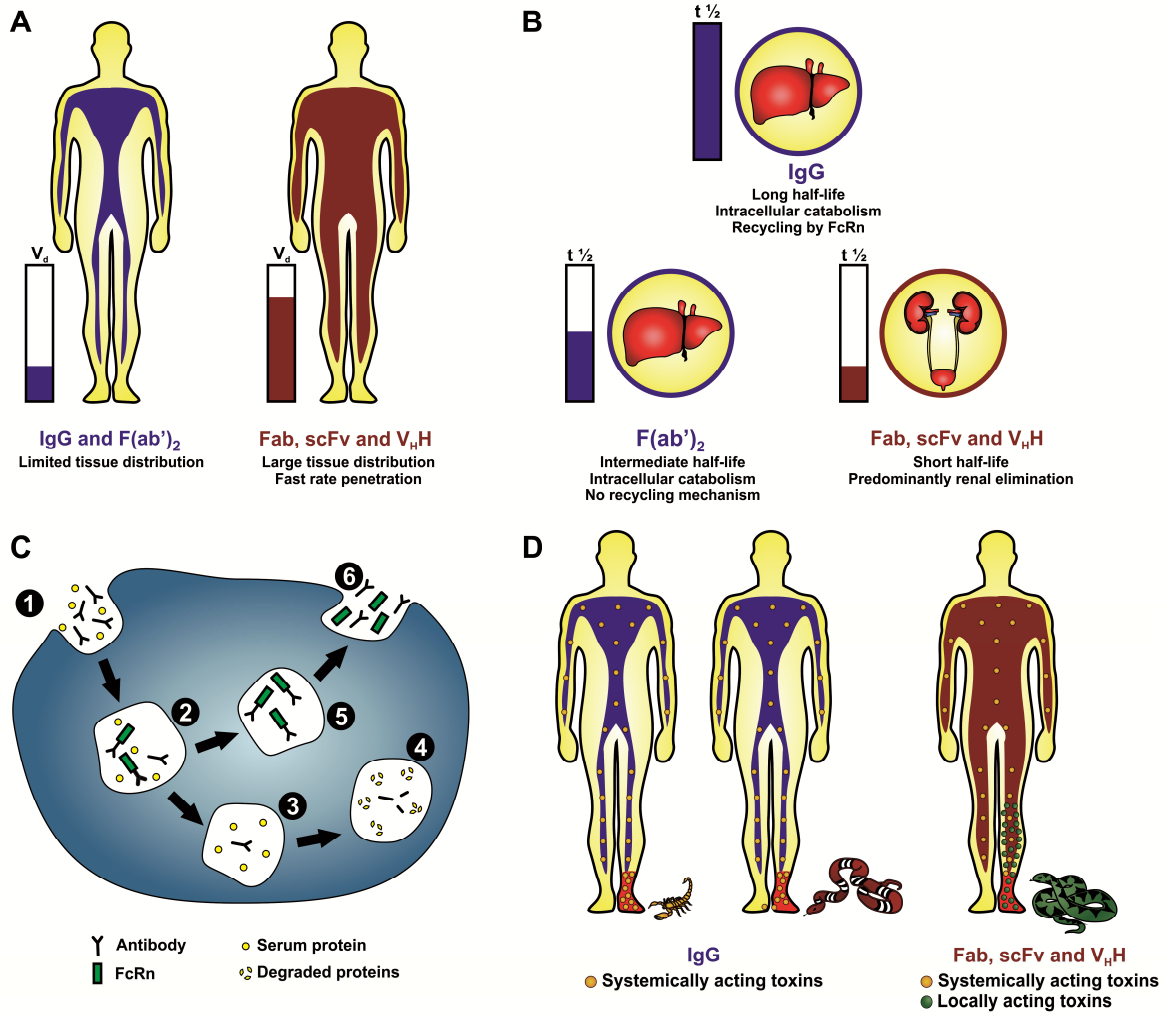 A
V
d
IgG and F(ab’)2
Limited tissue distribution
V
d
Fab, scFv and VHH
Large tissue distribution
Fast rate penetration
B
t ½
IgG
Long half-life
Intracellular catabolism
Recycling by FcRn
t ½
F(ab’)2
Intermediate half-life
Intracellular catabolism
No recycling mechanism
t ½
Fab, scFv and VHH
Short half-life
Predominantly renal elimination
C
1
2
3
4
5
6
Antibody
FcRn
Serum protein
Degraded proteins
D
IgG
Systemically acting toxins
Fab, scFv and VHH
Systemically acting toxins
Locally acting toxins